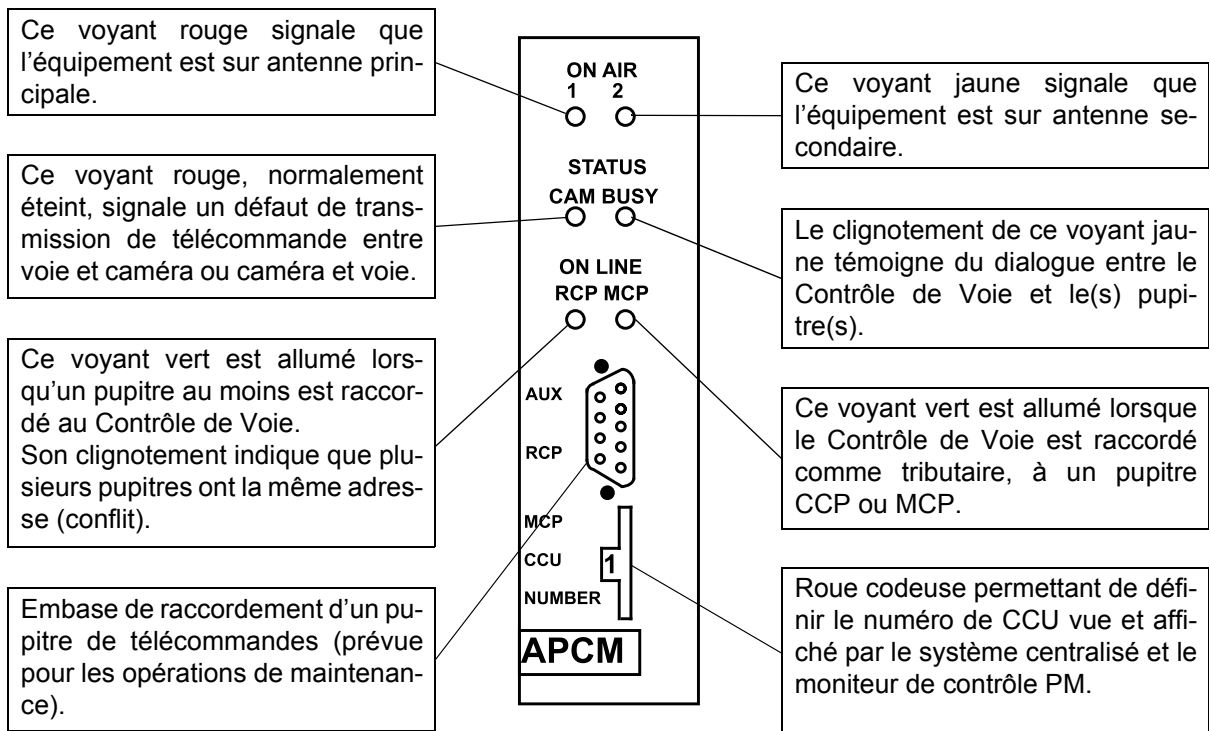 Ce voyant rouge signale que
l'équipement est sur antenne prin-
cipale.
Ce voyant rouge, normalement
éteint, signale un défaut de trans-
mission de télécommande entre
voie et caméra ou caméra et voie.
Ce voyant vert est allumé lors-
qu'un pupitre au moins est raccor-
dé au Contrôle de Voie.
Son clignotement indique que plu-
sieurs pupitres ont la même adres-
se (conflit).
Embase de raccordement d'un pu-
pitre de télécommandes (prévue
pour les opérations de maintenan-
ce).
ON AIR
1 2
STATUS
CAM BUSY
ON LINE
RCP MCP
AUX
RCP
MCP
CCU
1
NUMBER
APCM
Ce voyant jaune signale que
l'équipement est sur antenne se-
condaire.
Le clignotement de ce voyant jau-
ne témoigne du dialogue entre le
Contrôle de Voie et le(s) pupi-
tre(s).
Ce voyant vert est allumé lorsque
le Contrôle de Voie est raccordé
comme tributaire, à un pupitre
CCP ou MCP.
Roue codeuse permettant de défi-
nir le numéro de CCU vue et affi-
ché par le système centralisé et le
moniteur de contrôle PM.